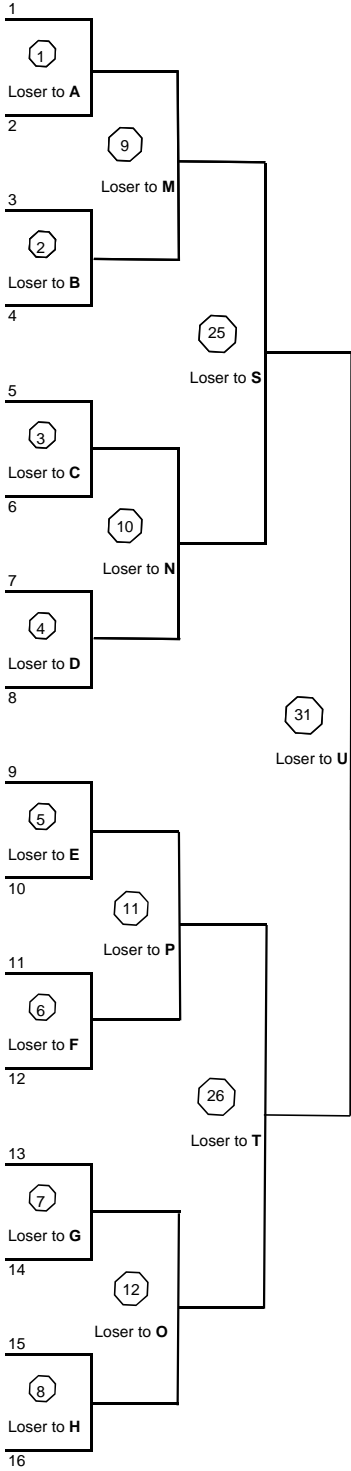 1
1
Loser to A
2
9
Loser to M
3
2
Loser to B
4
25
Loser to S
5
3
Loser to C
6
10
Loser to N
7
4
Loser to D
8
31
Loser to U
9
5
Loser to E
10
11
Loser to P
11
6
Loser to F
12
26
Loser to T
13
7
Loser to G
14
12
Loser to O
15
8
Loser to H
16